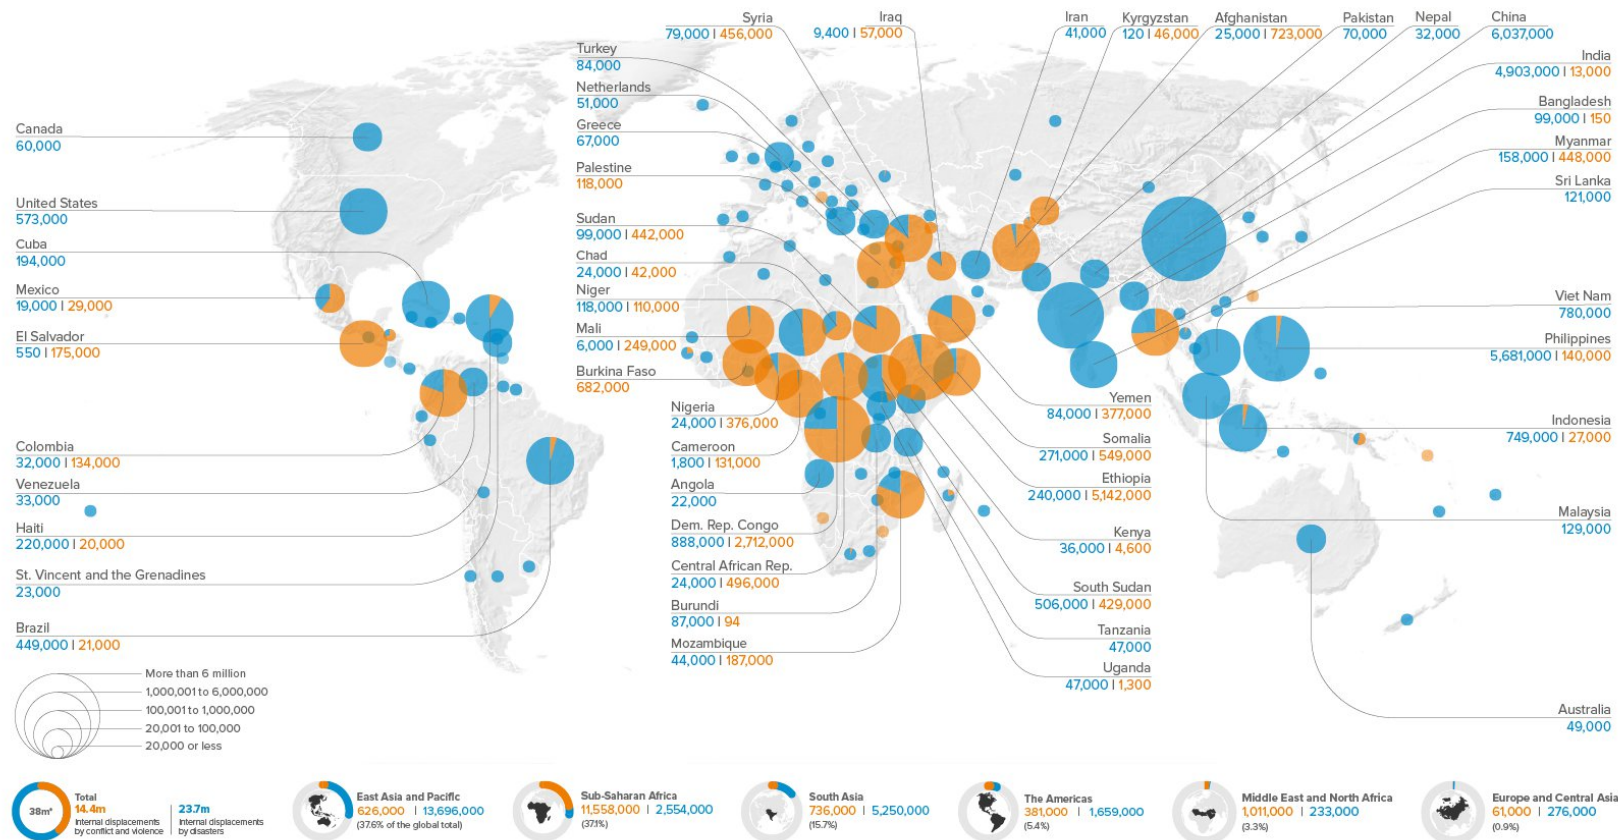 Syria
79,000 | 456,000
Iraq
9,400 | 57,000
Iran
41,000
Kyrgyzstan
120 | 46,000
Afghanistan
25,000 | 723,000
Pakistan
70,000
Nepal
32,000
China
6,037,000
Turkey
84,000
Netherlands
51,000
Greece
67,000
Palestine
118,000
Sudan
99,000 | 442,000
Chad
24,000 | 42,000
Niger
118,000 | 110,000
Mali
6,000 | 249,000
Burkina Faso
682,000
India
4,903,000 | 13,000
Bangladesh
99,000 | 150
Myanmar
158,000 | 448,000
Sri Lanka
121,000
Viet Nam
780,000
Philippines
5,681,000 | 140,000
Indonesia
749,000 | 27,000
Malaysia
129,000
Australia
49,000
Canada
60,000
United States
573,000
Cuba
194,000
Mexico
19,000 | 29,000
El Salvador
550 | 175,000
Colombia
32,000 | 134,000
Venezuela
33,000
Haiti
220,000 | 20,000
St. Vincent and the Grenadines
23,000
Brazil
449,000 | 21,000
Nigeria
24,000 | 376,000
Cameroon
1,800 | 131,000
Angola
22,000
Dem. Rep. Congo
888,000 | 2,712,000
Central African Rep.
24,000 | 496,000
Burundi
87,000 | 94
Mozambique
44,000 | 187,000
Yemen
84,000 | 377,000
Somalia
271,000 | 549,000
Ethiopia
240,000 | 5,142,000
Kenya
36,000 | 4,600
South Sudan
506,000 | 429,000
Tanzania
47,000
Uganda
47,000 | 1,300
More than 6 million
1,000,001 to 6,000,000
100,001 to 1,000,000
20,001 to 100,000
20,000 or less
38m*
Total
14.4m
Internal displacements
by conflict and violence
23.7m
Internal displacements
by disasters
East Asia and Pacific
626,000 | 13,696,000
(37.6% of the global total)
Sub-Saharan Africa
11,558,000 | 2,554,000
(37.1%)
South Asia
736,000 | 5,250,000
(15.7%)
The Americas
381,000 | 1,659,000
(5.4%)
Middle East and North Africa
1,011,000 | 233,000
(3.3%)
Europe and Central Asia
61,000 | 276,000
(0.9%)